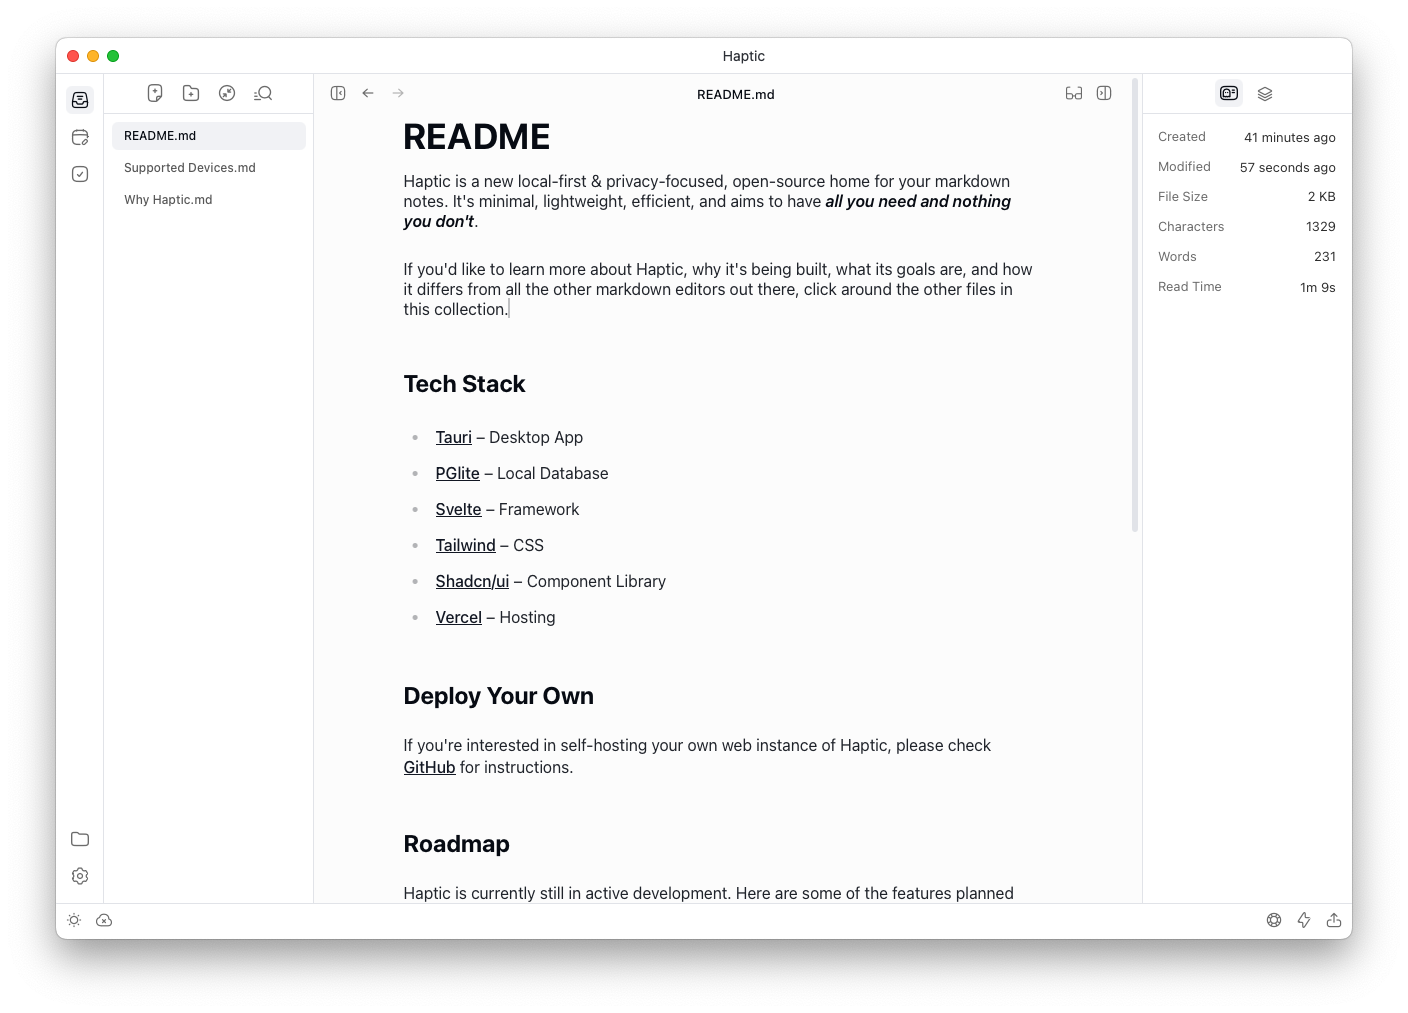 Haptic
README.md
README.md
Supported Devices.md
Why Haptic.md
README
Haptic is a new local-first & privacy-focused, open-source home for your markdown
notes. It's minimal, lightweight, efficient, and aims to have all you need and nothing
you don't.
If you'd like to learn more about Haptic, why it's being built, what its goals are, and how
it differs from all the other markdown editors out there, click around the other files in
this collection.
Tech Stack
• Tauri – Desktop App
• PGlite – Local Database
• Svelte – Framework
• Tailwind – CSS
• Shadcn/ui – Component Library
• Vercel – Hosting
Deploy Your Own
If you're interested in self-hosting your own web instance of Haptic, please check
GitHub for instructions.
Roadmap
Haptic is currently still in active development. Here are some of the features planned
Created 41 minutes ago
Modified 57 seconds ago
File Size 2 KB
Characters 1329
Words 231
Read Time 1m 9s